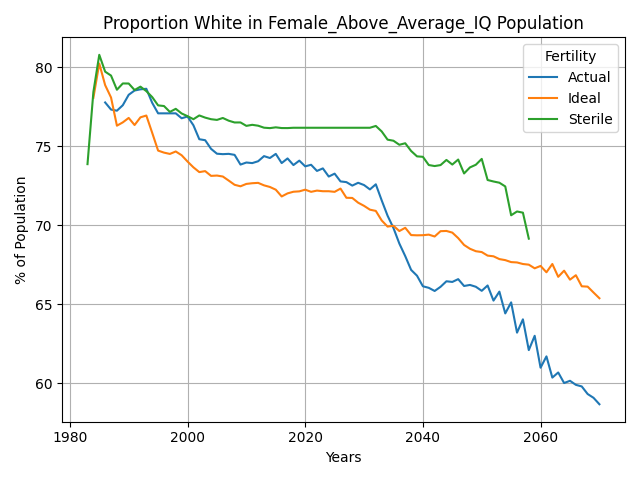 Proportion White in Female_Above_Average_IQ Population
Fertility
Actual
Ideal
Sterile
% of Population
80
75
70
65
60
1980
2000
2020
2040
2060
Years